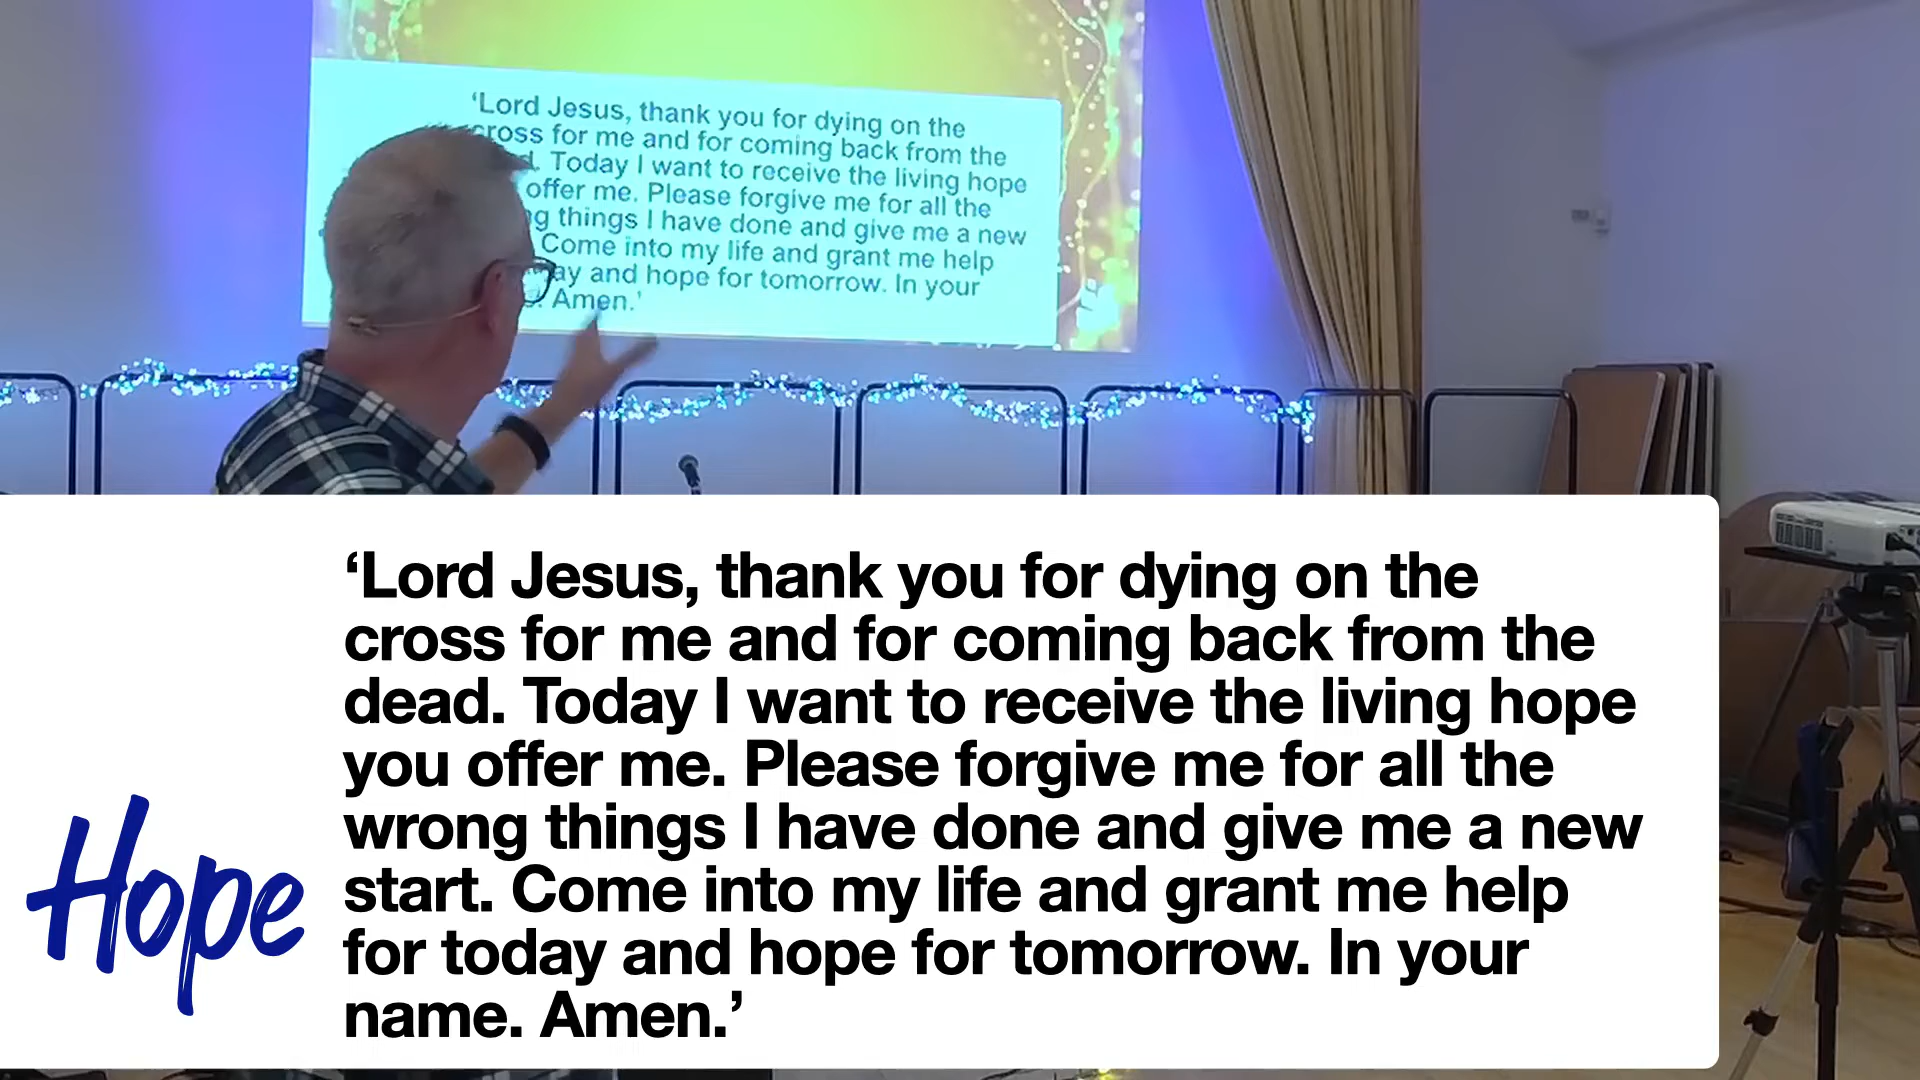 ‘Lord Jesus, thank you for dying on the
cross for me and for coming back from the
d. Today I want to receive the living hope
offer me. Please forgive me for all the
ng things I have done and give me a new
Come into my life and grant me help
ay and hope for tomorrow. In your
Amen.’
‘Lord Jesus, thank you for dying on the
cross for me and for coming back from the
dead. Today I want to receive the living hope
you offer me. Please forgive me for all the
wrong things I have done and give me a new
start. Come into my life and grant me help
for today and hope for tomorrow. In your
name. Amen.’
Hope